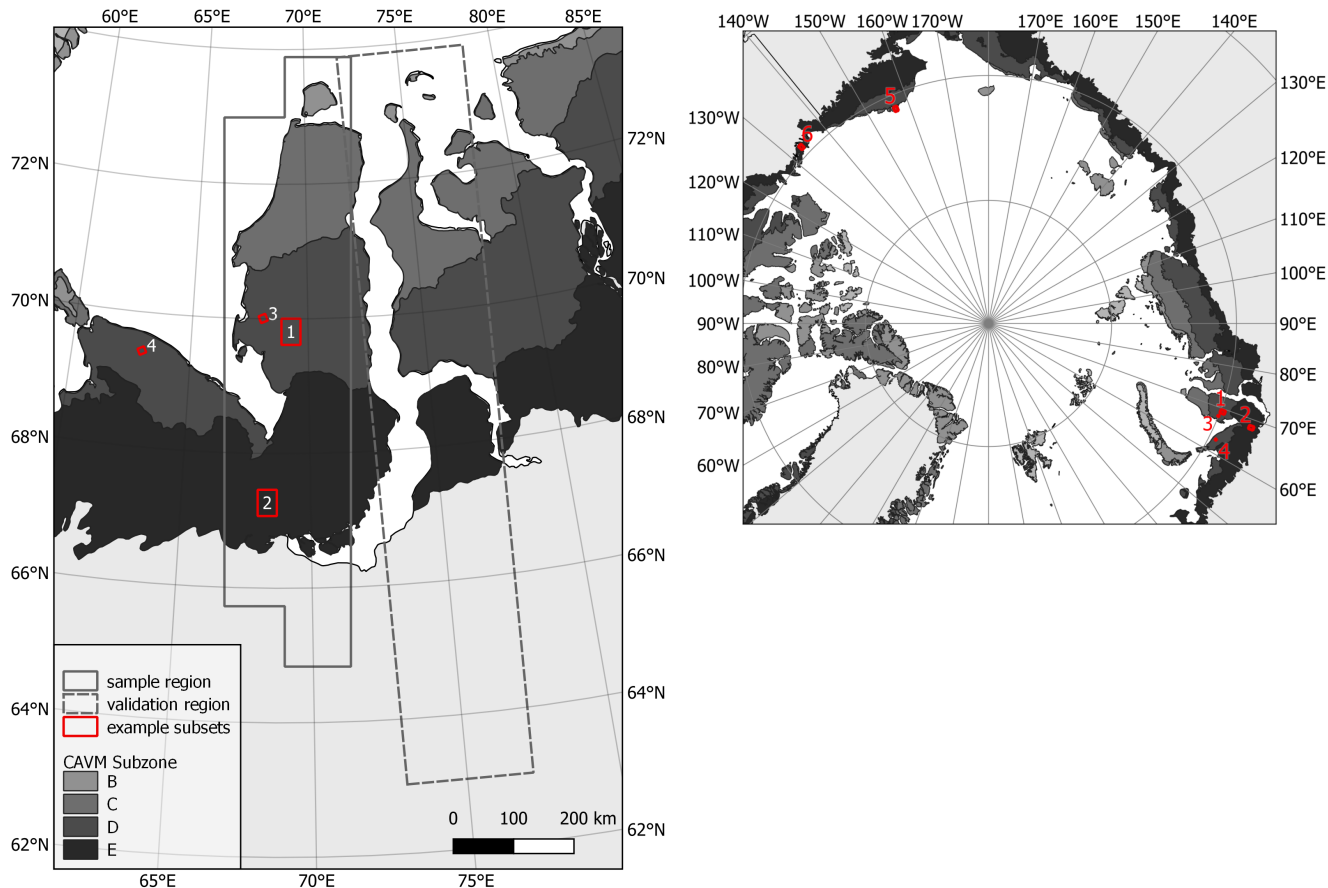 60°E 65°E 70°E 75°E 80°E 85°E
72°N
70°N
68°N
66°N
64°N
62°N
72°N
70°N
68°N
66°N
64°N
62°N
3
1
4
2
sample region
validation region
example subsets
CAVM Subzone
B
C
D
E
0 100 200 km
65°E 70°E 75°E
140°W 150°W 160°W 170°W 170°E 160°E 150°E 140°E
130°W
120°W
110°W
100°W
90°W
80°W
70°W
60°W
130°E
120°E
110°E
100°E
90°E
80°E
70°E
60°E
5
6
1
2
3
4